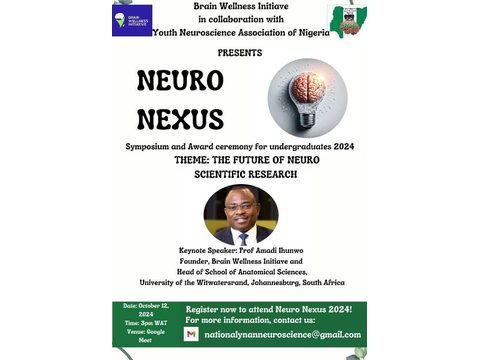 BRAIN
WELLNESS
INITIATIVE
Brain Wellness Initiave
in collaboration with
Youth Neuroscience Association of Nigeria
PRESENTS
NEURO
NEXUS
Symposium and Award ceremony for undergraduates 2024
THEME: THE FUTURE OF NEURO
SCIENTIFIC RESEARCH
Keynote Speaker: Prof Amadi Ihunwo
Founder, Brain Wellness Initiave and
Head of School of Anatomical Sciences,
University of the Witwatersrand, Johannesburg, South Africa
Date: October 12,
2024
Time: 3pm WAT
Venue: Google
Meet
Register now to attend Neuro Nexus 2024!
For more information, contact us:
nationalynanneuroscience@gmail.com